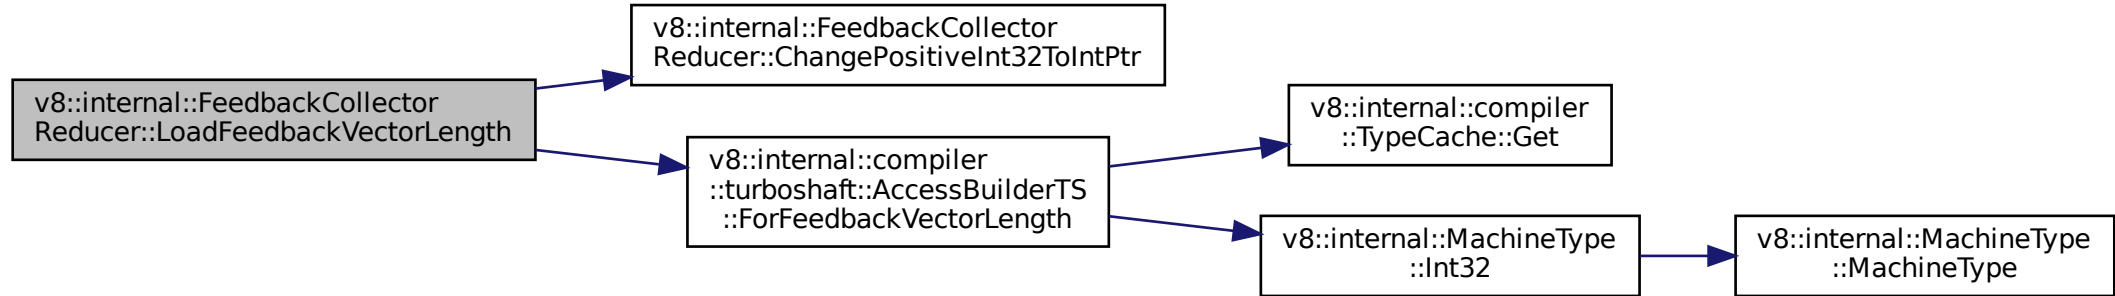 v8::internal::FeedbackCollector
Reducer::LoadFeedbackVectorLength
v8::internal::FeedbackCollector
Reducer::ChangePositiveInt32ToIntPtr
v8::internal::compiler
::turboshaft::AccessBuilderTS
::ForFeedbackVectorLength
v8::internal::compiler
::TypeCache::Get
v8::internal::MachineType
::Int32
v8::internal::MachineType
::MachineType